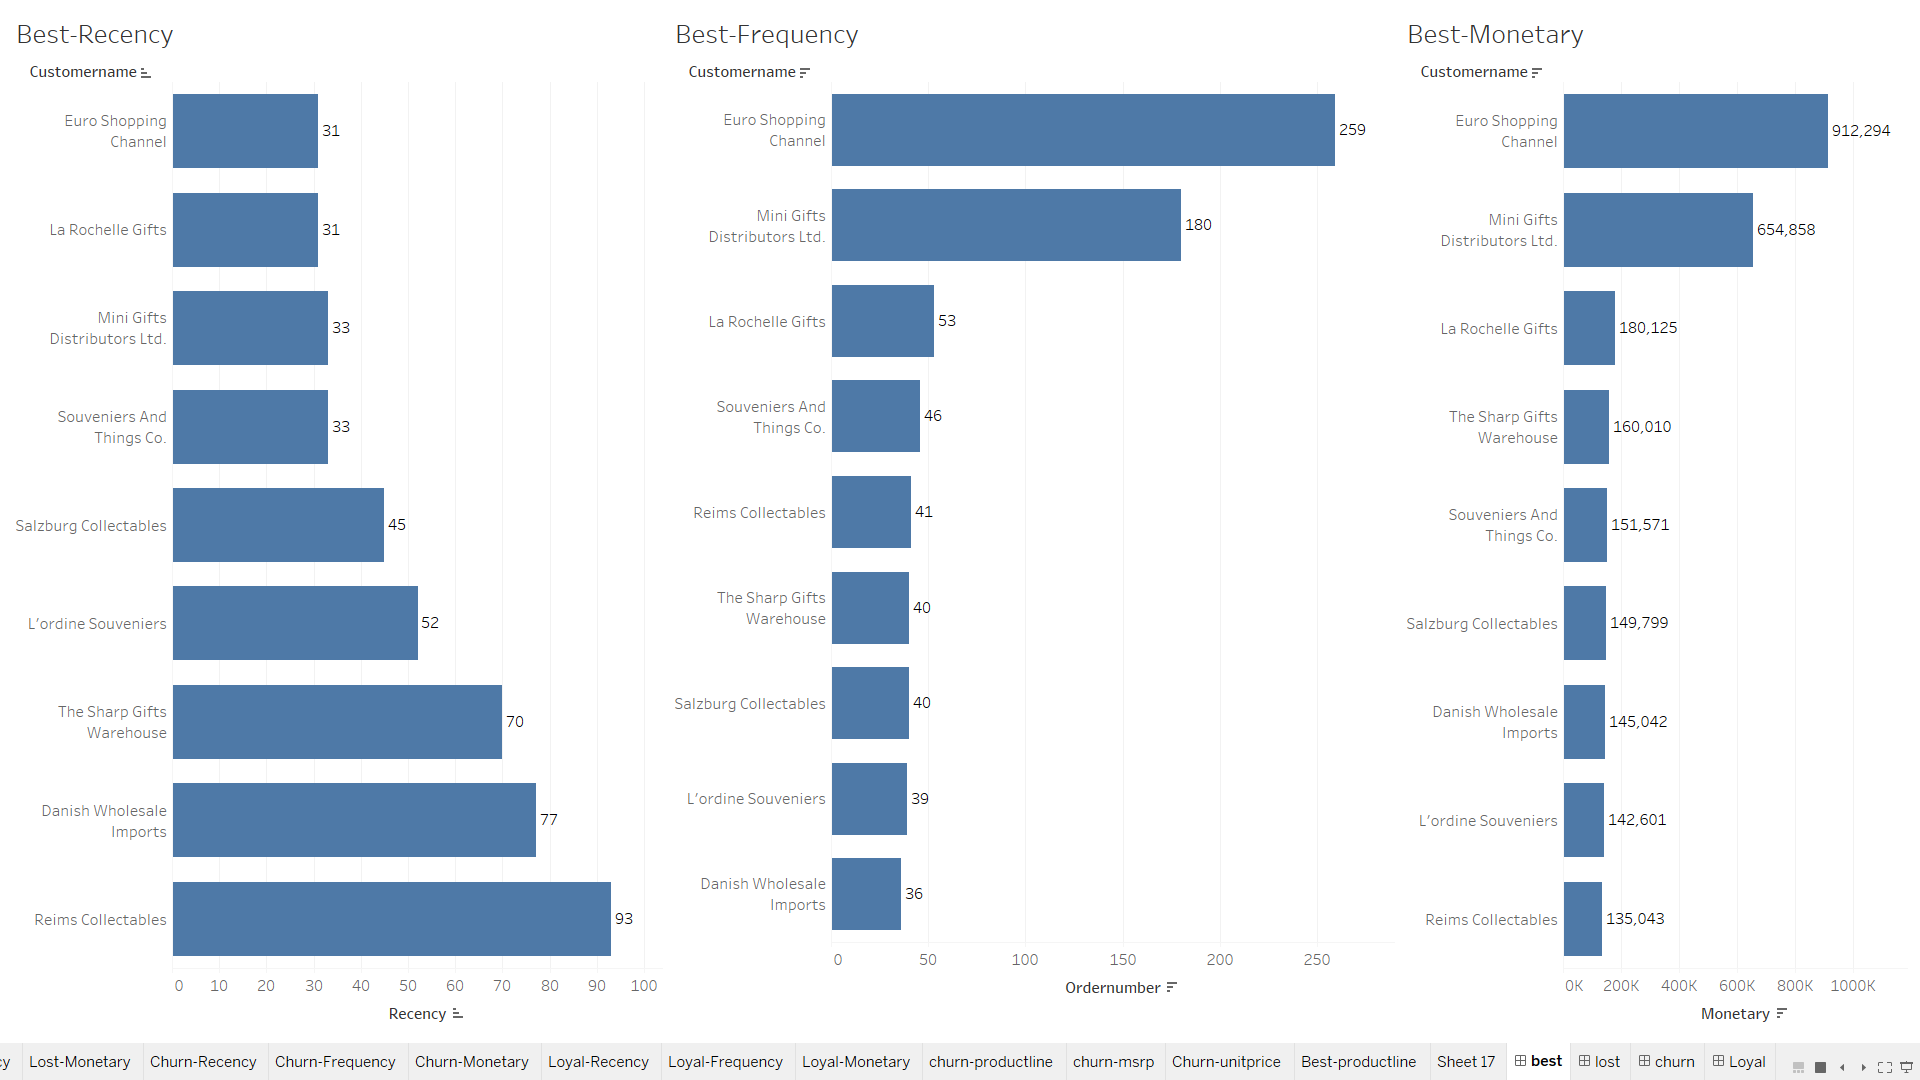 Best-Recency
Customername
Euro Shopping
Channel
31
La Rochelle Gifts
31
Mini Gifts
Distributors Ltd.
33
Souveniers And
Things Co.
33
Salzburg Collectables
45
L'ordine Souveniers
52
The Sharp Gifts
Warehouse
70
Danish Wholesale
Imports
77
Reims Collectables
93
0 10 20 30 40 50 60 70 80 90 100
Recency
Best-Frequency
Customername
Euro Shopping
Channel
259
Mini Gifts
Distributors Ltd.
180
La Rochelle Gifts
53
Souveniers And
Things Co.
46
Reims Collectables
41
The Sharp Gifts
Warehouse
40
Salzburg Collectables
40
L'ordine Souveniers
39
Danish Wholesale
Imports
36
0 50 100 150 200 250
Ordernumber
Best-Monetary
Customername
Euro Shopping
Channel
912,294
Mini Gifts
Distributors Ltd.
654,858
La Rochelle Gifts
180,125
The Sharp Gifts
Warehouse
160,010
Souveniers And
Things Co.
151,571
Salzburg Collectables
149,799
Danish Wholesale
Imports
145,042
L'ordine Souveniers
142,601
Reims Collectables
135,043
0K 200K 400K 600K 800K 1000K
Monetary
cy Lost-Monetary Churn-Recency Churn-Frequency Churn-Monetary Loyal-Recency Loyal-Frequency Loyal-Monetary churn-productline churn-msrp Churn-unitprice Best-productline Sheet 17 best lost churn Loyal